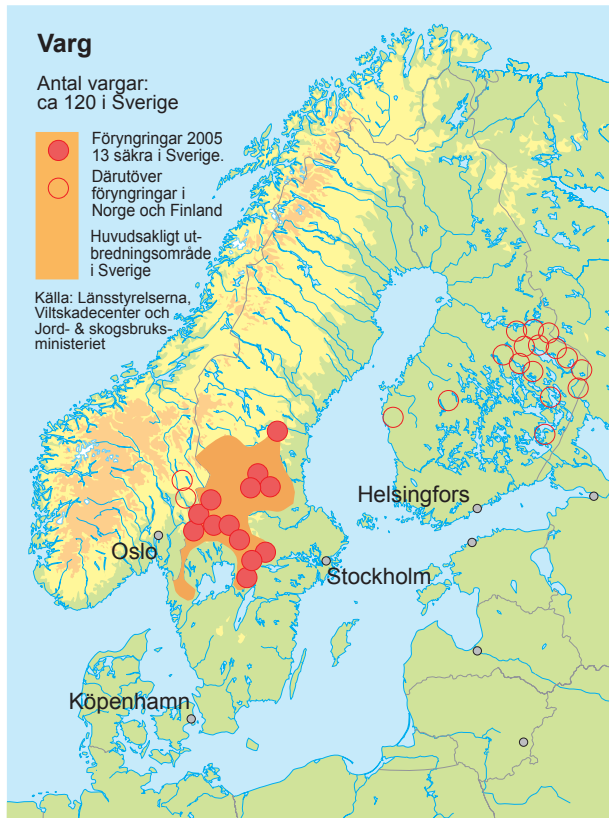 Varg
Antal vargar:
ca 120 i Sverige
Föryngringar 2005
13 säkra i Sverige.
Därutöver
föryngringar i
Norge och Finland
Huvudsakligt ut-
bredningsområde
i Sverige
Källa: Länsstyrelserna,
Viltskadecenter och
Jord- & skogsbruks-
ministeriet
Helsingfors
Oslo
Stockholm
Köpenhamn